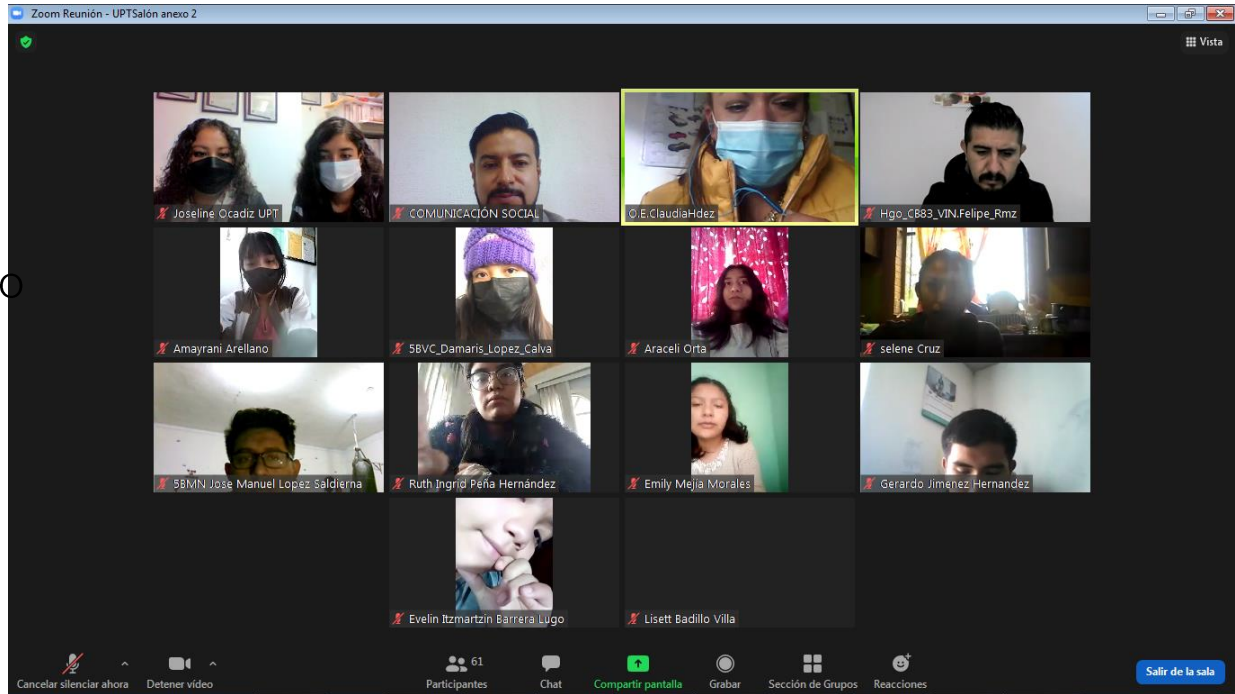 Zoom Reunión - UPTSalón anexo 2
Vista
Joseline Ocadiz UPT
COMUNICACIÓN SOCIAL
O.E.ClaudiaHdez
Hgo_CB83_VIN.Felipe_Rmz
O
Amayrani Arellano
5BVC_Damaris_Lopez_Calva
Araceli Orta
selene Cruz
5BMN Jose Manuel Lopez Saldierna
Ruth Ingrid Peña Hernández
Emily Mejia Morales
Gerardo Jimenez Hernandez
Evelin Itzmartzin Barrera Lugo
Lisett Badillo Villa
61
Cancelar silenciar ahora
Detener vídeo
Participantes
Chat
Compartir pantalla
Grabar
Sección de Grupos
Reacciones
Salir de la sala